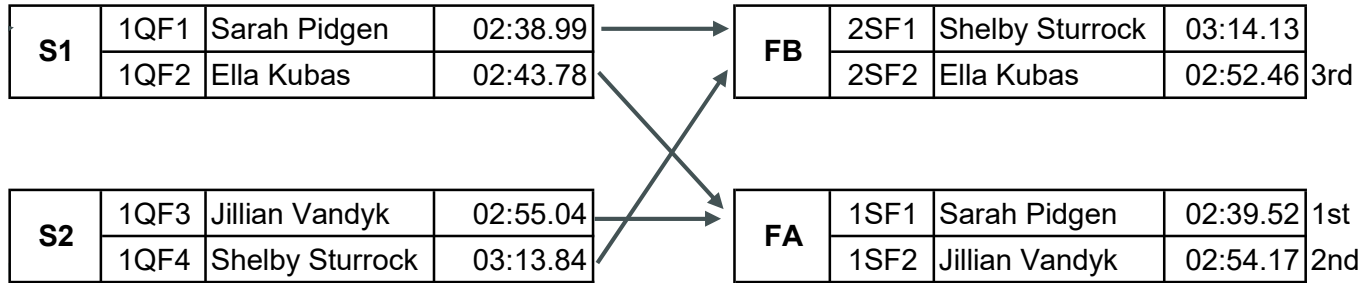 S1 1QF1 Sarah Pidgen 02:38.99
1QF2 Ella Kubas 02:43.78
FB 2SF1 Shelby Sturrock 03:14.13
2SF2 Ella Kubas 02:52.46 3rd
S2 1QF3 Jillian Vandyk 02:55.04
1QF4 Shelby Sturrock 03:13.84
FA 1SF1 Sarah Pidgen 02:39.52 1st
1SF2 Jillian Vandyk 02:54.17 2nd